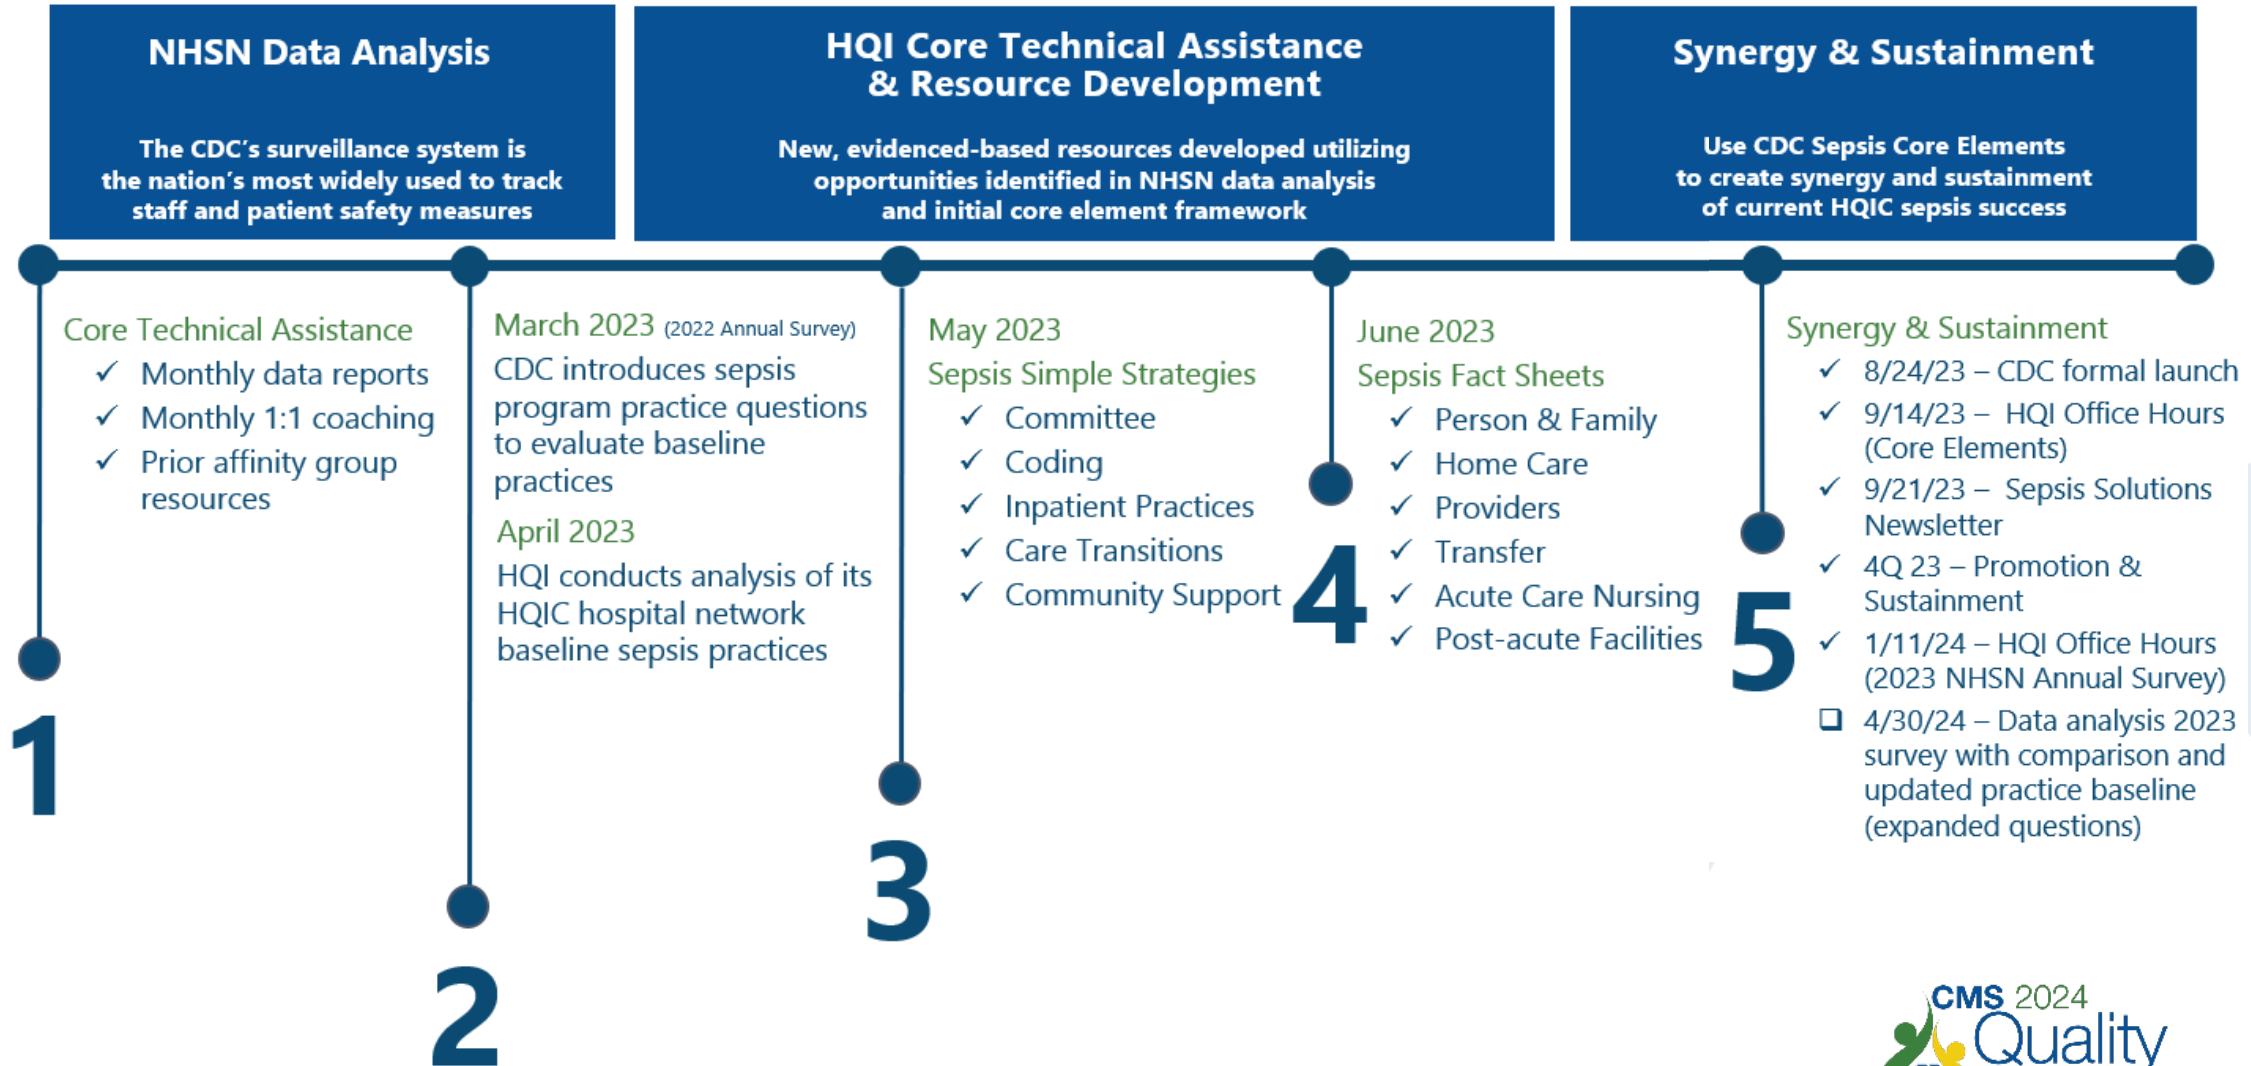 NHSN Data Analysis
The CDC's surveillance system is
the nation's most widely used to track
staff and patient safety measures
HQI Core Technical Assistance
& Resource Development
New, evidenced-based resources developed utilizing
opportunities identified in NHSN data analysis
and initial core element framework
Synergy & Sustainment
Use CDC Sepsis Core Elements
to create synergy and sustainment
of current HQIC sepsis success
Core Technical Assistance
✓ Monthly data reports
✓ Monthly 1:1 coaching
✓ Prior affinity group
resources
1
March 2023 (2022 Annual Survey)
CDC introduces sepsis
program practice questions
to evaluate baseline
practices
April 2023
HQI conducts analysis of its
HQIC hospital network
baseline sepsis practices
2
May 2023
Sepsis Simple Strategies
✓ Committee
✓ Coding
✓ Inpatient Practices
✓ Care Transitions
✓ Community Support
3
June 2023
Sepsis Fact Sheets
✓ Person & Family
✓ Home Care
✓ Providers
✓ Transfer
✓ Acute Care Nursing
✓ Post-acute Facilities
4
Synergy & Sustainment
✓ 8/24/23 – CDC formal launch
✓ 9/14/23 – HQI Office Hours
(Core Elements)
✓ 9/21/23 – Sepsis Solutions
Newsletter
✓ 4Q 23 – Promotion &
Sustainment
✓ 1/11/24 – HQI Office Hours
(2023 NHSN Annual Survey)
❑ 4/30/24 – Data analysis 2023
survey with comparison and
updated practice baseline
(expanded questions)
5
CMS 2024
Quality